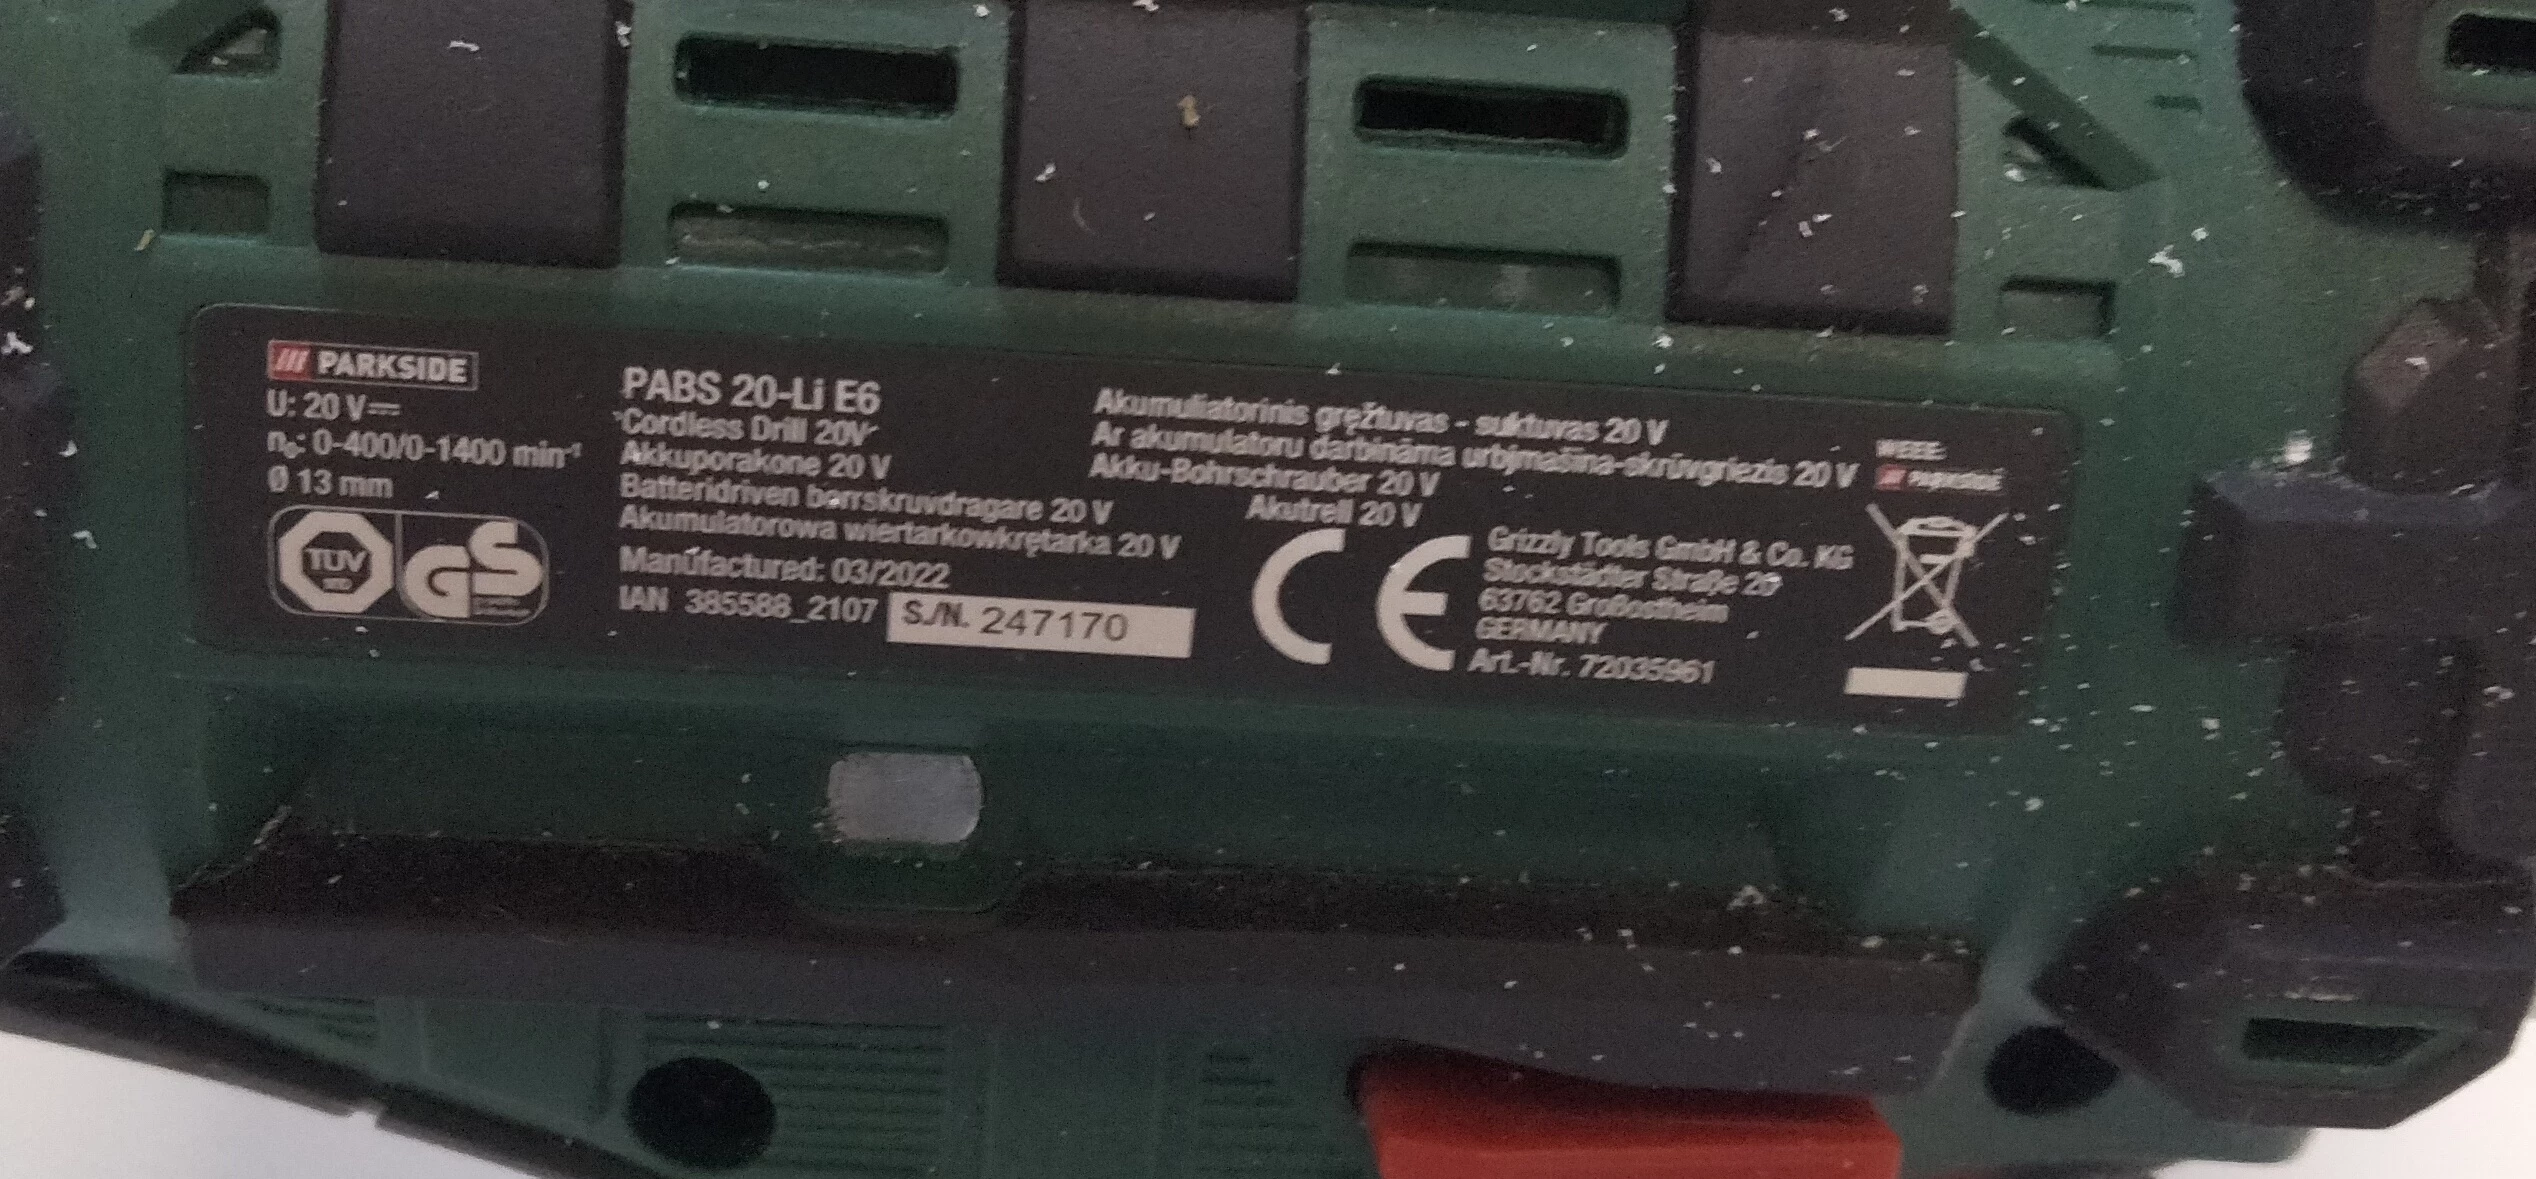 PARKSIDE
U: 20 V⎓
n₀: 0-400/0-1400 min⁻¹
Ø 13 mm
TÜV
GS
PABS 20-Li E6
Cordless Drill 20V
Akkuporakone 20 V
Batteridriven borrskruvdragare 20 V
Akumulatorowa wiertarkowkrętarka 20 V
Manufactured: 03/2022
IAN 385588_2107
S./N. 247170
Akumuliatorinis gręžtuvas - suktuvas 20 V
Ar akumulatoru darbināma urbjmašīna-skrūvgriezis 20 V
Akku-Bohrschrauber 20 V
Akutrell 20 V
CE
Grizzly Tools GmbH & Co. KG
Stockstädter Straße 20
63762 Großostheim
GERMANY
Art.-Nr. 72035961
WEEE:
PARKSIDE